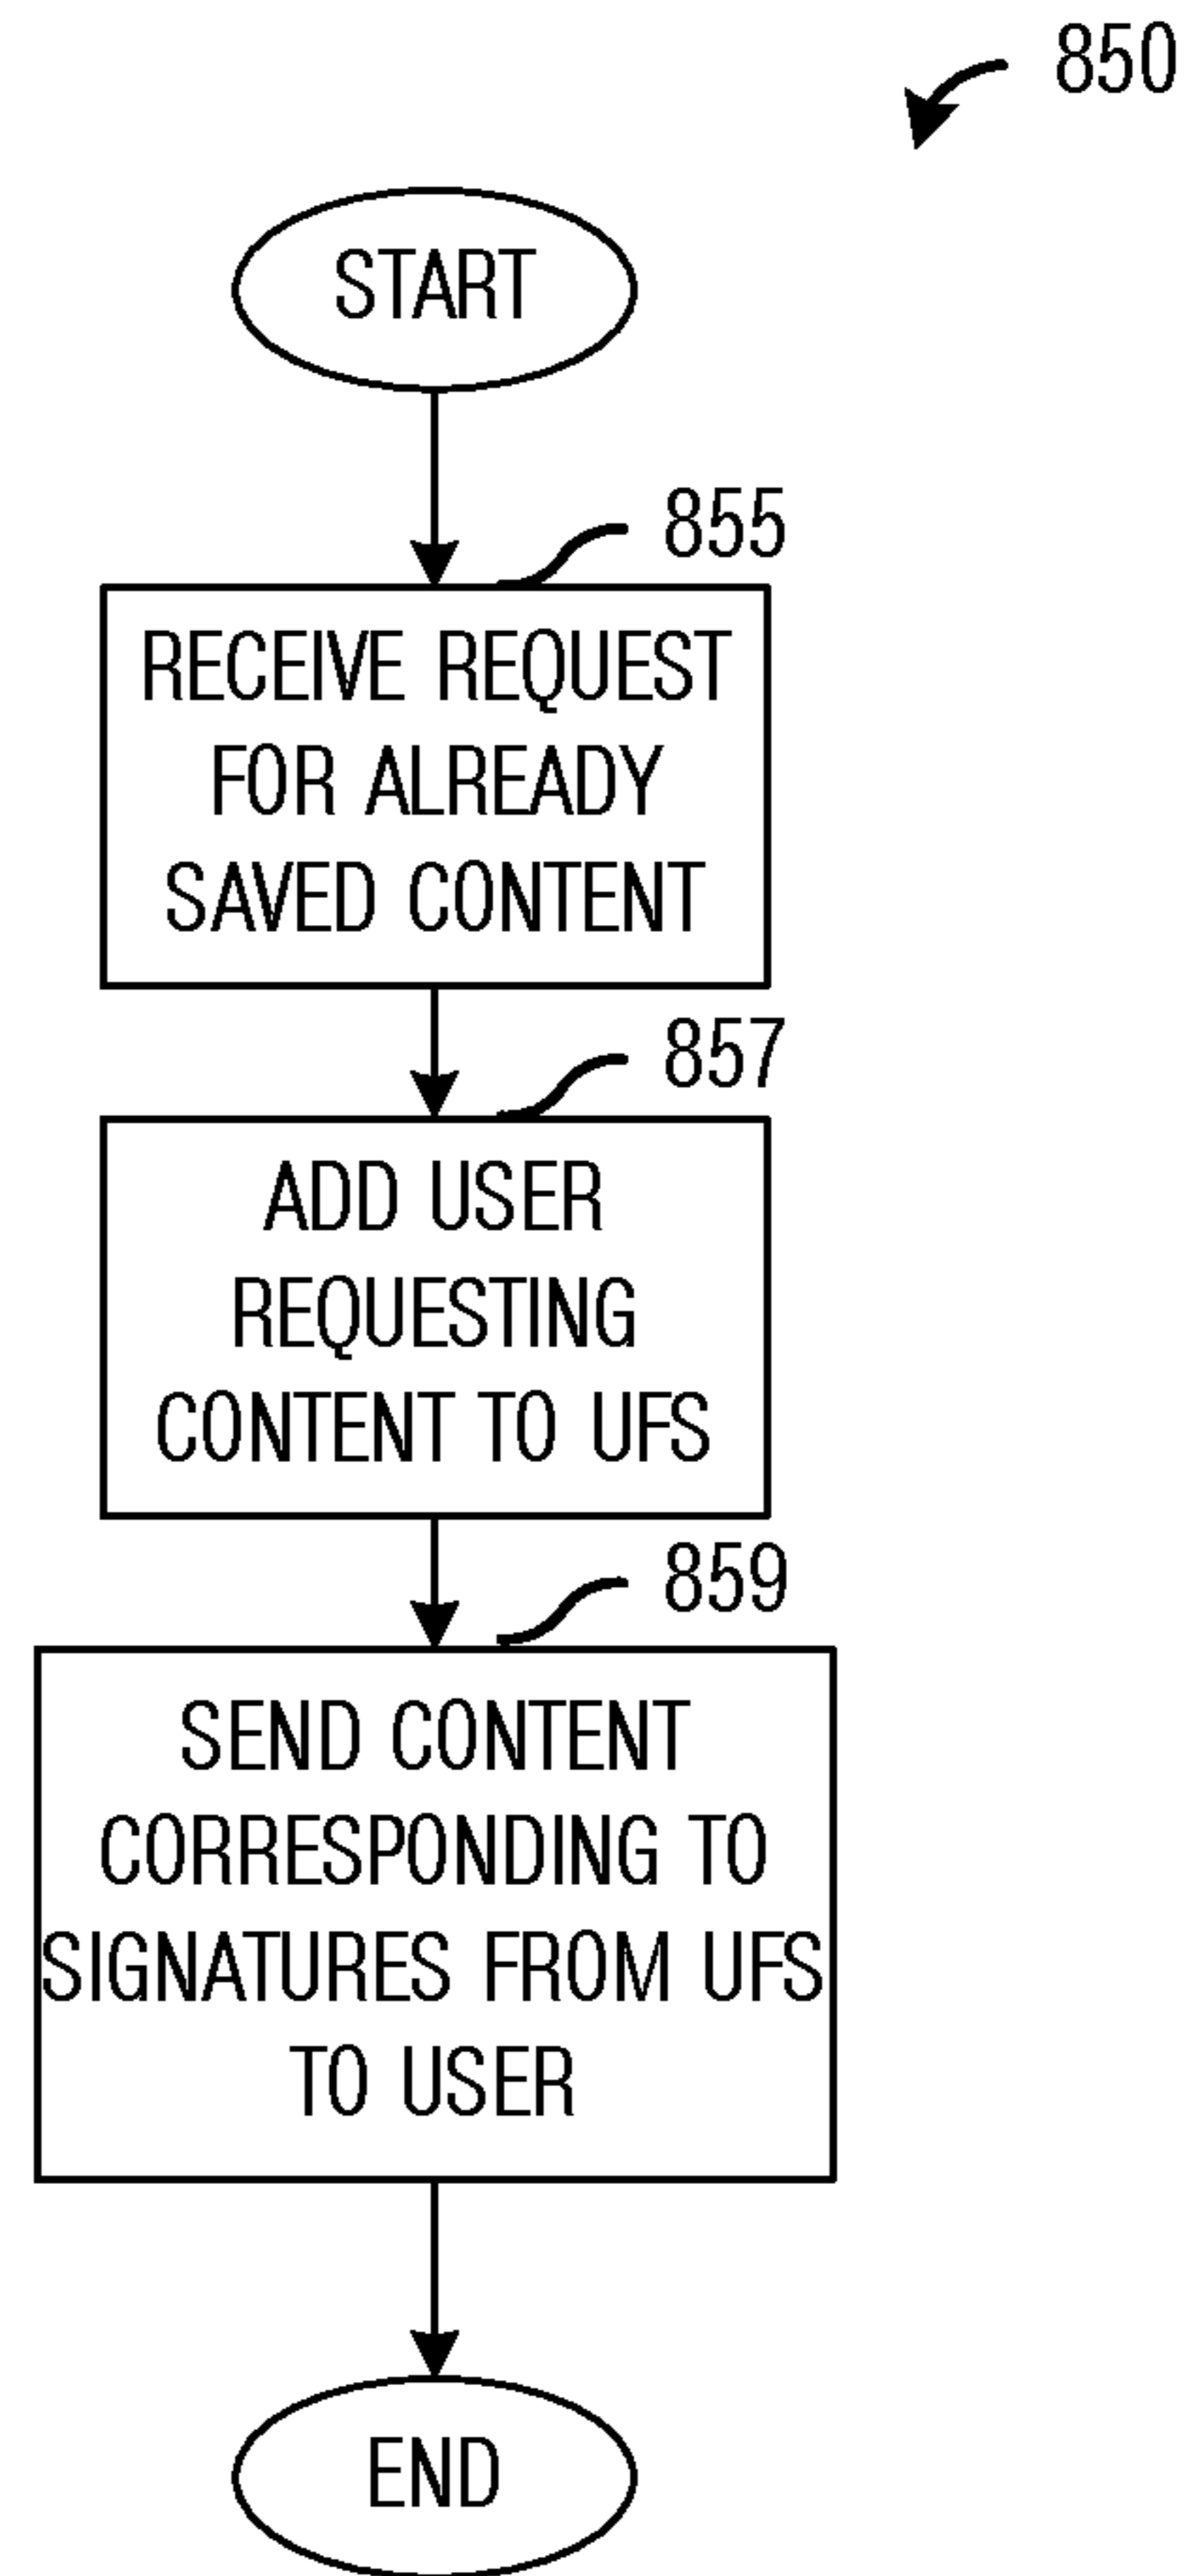 850
START
855
RECEIVE REQUEST
FOR ALREADY
SAVED CONTENT
857
ADD USER
REQUESTING
CONTENT TO UFS
859
SEND CONTENT
CORRESPONDING TO
SIGNATURES FROM UFS
TO USER
END